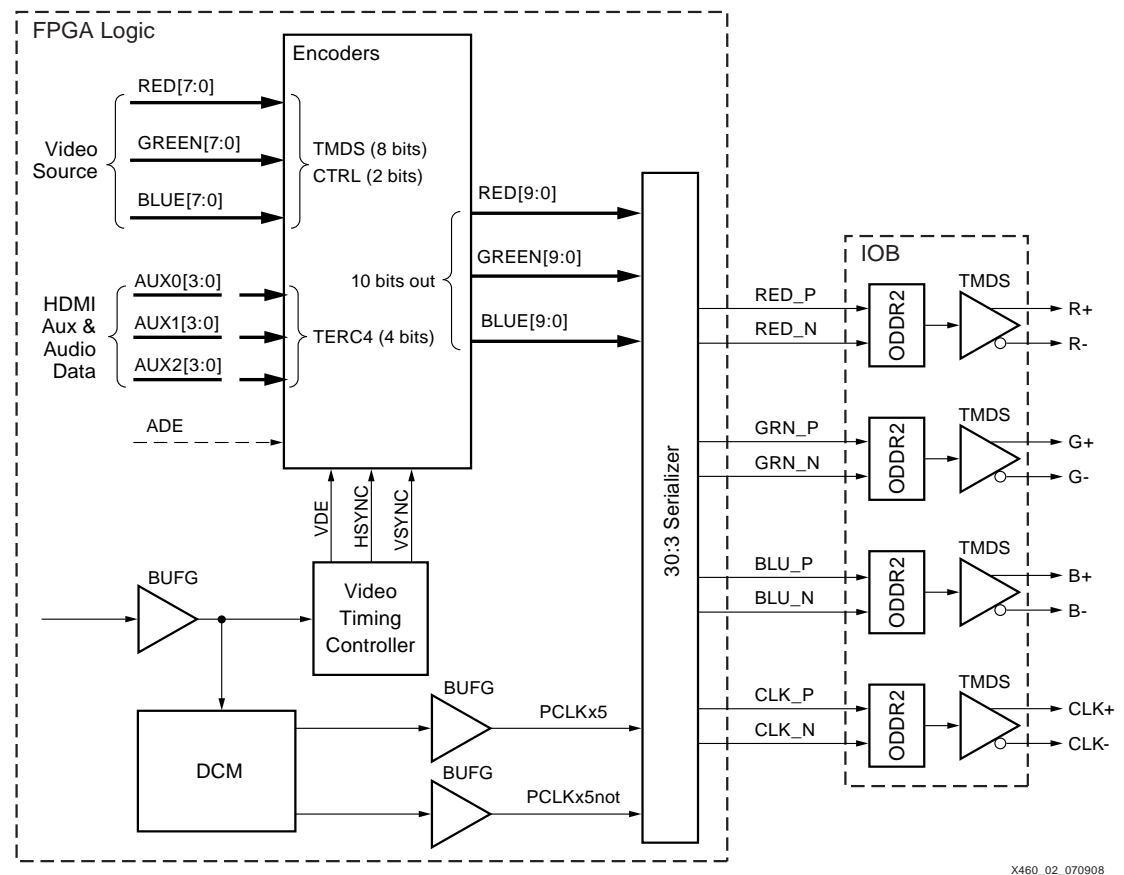 FPGA Logic
Encoders
RED[7:0]
GREEN[7:0]
BLUE[7:0]
Video
Source
TMDS (8 bits)
CTRL (2 bits)
RED[9:0]
GREEN[9:0]
BLUE[9:0]
10 bits out
AUX0[3:0]
AUX1[3:0]
AUX2[3:0]
HDMI
Aux &
Audio
Data
TERC4 (4 bits)
ADE
VDE
HSYNC
VSYNC
BUFG
Video
Timing
Controller
DCM
BUFG
PCLKx5
BUFG
PCLKx5not
30:3 Serializer
IOB
RED_P
RED_N
ODDR2
TMDS
R+
R-
GRN_P
GRN_N
ODDR2
TMDS
G+
G-
BLU_P
BLU_N
ODDR2
TMDS
B+
B-
CLK_P
CLK_N
ODDR2
TMDS
CLK+
CLK-
X460_02_070908